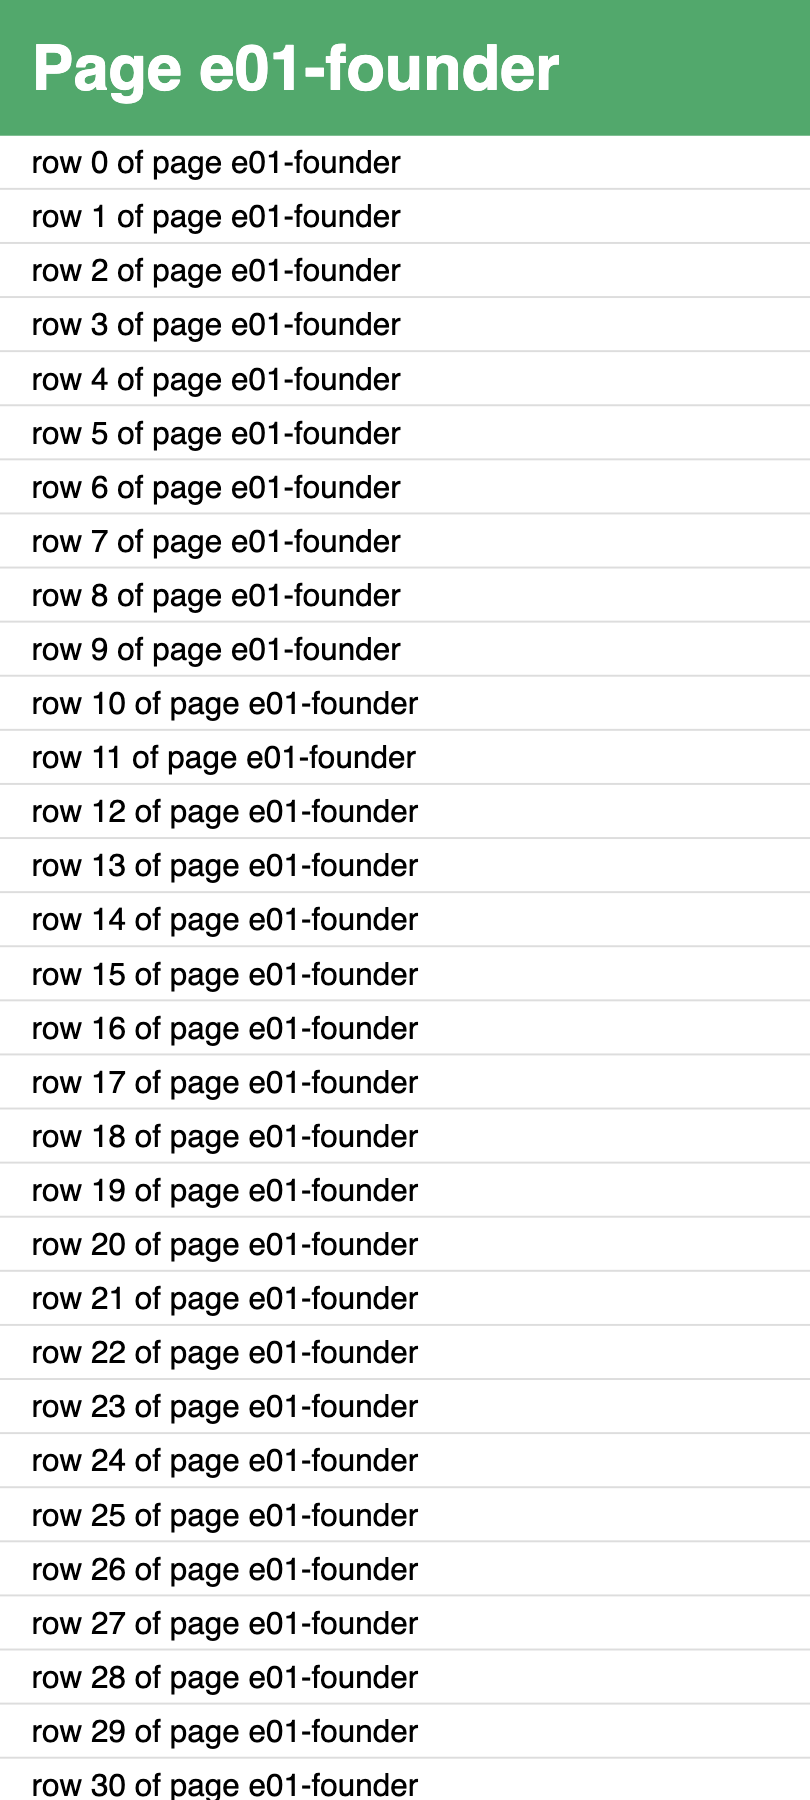 Page e01-founder
row 0 of page e01-founder
row 1 of page e01-founder
row 2 of page e01-founder
row 3 of page e01-founder
row 4 of page e01-founder
row 5 of page e01-founder
row 6 of page e01-founder
row 7 of page e01-founder
row 8 of page e01-founder
row 9 of page e01-founder
row 10 of page e01-founder
row 11 of page e01-founder
row 12 of page e01-founder
row 13 of page e01-founder
row 14 of page e01-founder
row 15 of page e01-founder
row 16 of page e01-founder
row 17 of page e01-founder
row 18 of page e01-founder
row 19 of page e01-founder
row 20 of page e01-founder
row 21 of page e01-founder
row 22 of page e01-founder
row 23 of page e01-founder
row 24 of page e01-founder
row 25 of page e01-founder
row 26 of page e01-founder
row 27 of page e01-founder
row 28 of page e01-founder
row 29 of page e01-founder
row 30 of page e01-founder